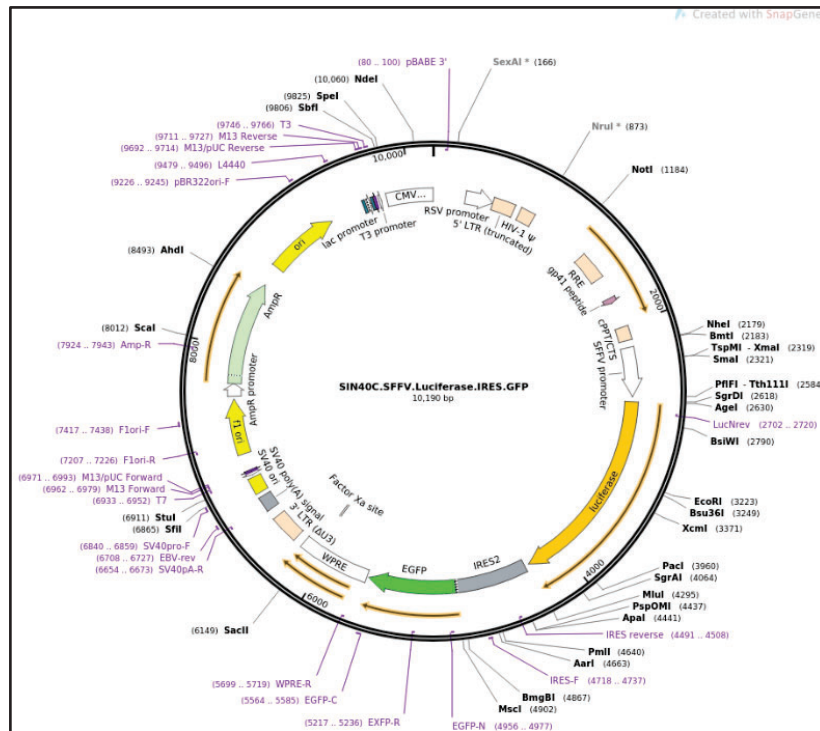 Created with SnapGene
(80 .. 100) pBABE 3'
SexAI * (166)
NruI * (873)
NotI (1184)
2000
NheI (2179)
BmtI (2183)
TspMI - XmaI (2319)
SmaI (2321)
PflFI - Tth111I (2584)
SgrDI (2618)
AgeI (2630)
LucNrev (2702 .. 2720)
BsiWI (2790)
EcoRI (3223)
Bsu36I (3249)
XcmI (3371)
PacI (3960)
4000
SgrAI (4064)
MluI (4295)
PspOMI (4437)
ApaI (4441)
IRES reverse (4491 .. 4508)
PmlI (4640)
AarI (4663)
IRES-F (4718 .. 4737)
BmgBI (4867)
MscI (4902)
EGFP-N (4956 .. 4977)
(5217 .. 5236) EXFP-R
(5564 .. 5585) EGFP-C
(5699 .. 5719) WPRE-R
6000
(6149) SacII
(6654 .. 6673) SV40pA-R
(6708 .. 6727) EBV-rev
(6840 .. 6859) SV40pro-F
(6865) SfiI
(6911) StuI
(6933 .. 6952) T7
(6962 .. 6979) M13 Forward
(6971 .. 6993) M13/pUC Forward
(7207 .. 7226) F1ori-R
(7417 .. 7438) F1ori-F
(7924 .. 7943) Amp-R
8000
(8012) ScaI
(8493) AhdI
(9226 .. 9245) pBR322ori-F
(9479 .. 9496) L4440
(9692 .. 9714) M13/pUC Reverse
(9711 .. 9727) M13 Reverse
(9746 .. 9766) T3
(9806) SbfI
(9825) SpeI
(10,060) NdeI
10,000
CMV...
RSV promoter
5' LTR (truncated)
HIV-1 Ψ
RRE
gp41 peptide
cPPT/CTS
SFFV promoter
luciferase
IRES2
EGFP
WPRE
Factor Xa site
3' LTR (ΔU3)
SV40 poly(A) signal
SV40 ori
f1 ori
AmpR promoter
AmpR
ori
lac promoter
T3 promoter
SIN40C.SFFV.Luciferase.IRES.GFP
10,190 bp